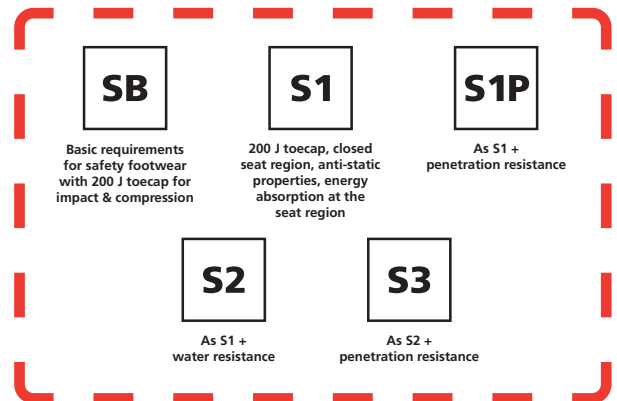 SB
Basic requirements
for safety footwear
with 200 J toecap for
impact & compression
S1
200 J toecap, closed
seat region, anti-static
properties, energy
absorption at the
seat region
S1P
As S1 +
penetration resistance
S2
As S1 +
water resistance
S3
As S2 +
penetration resistance